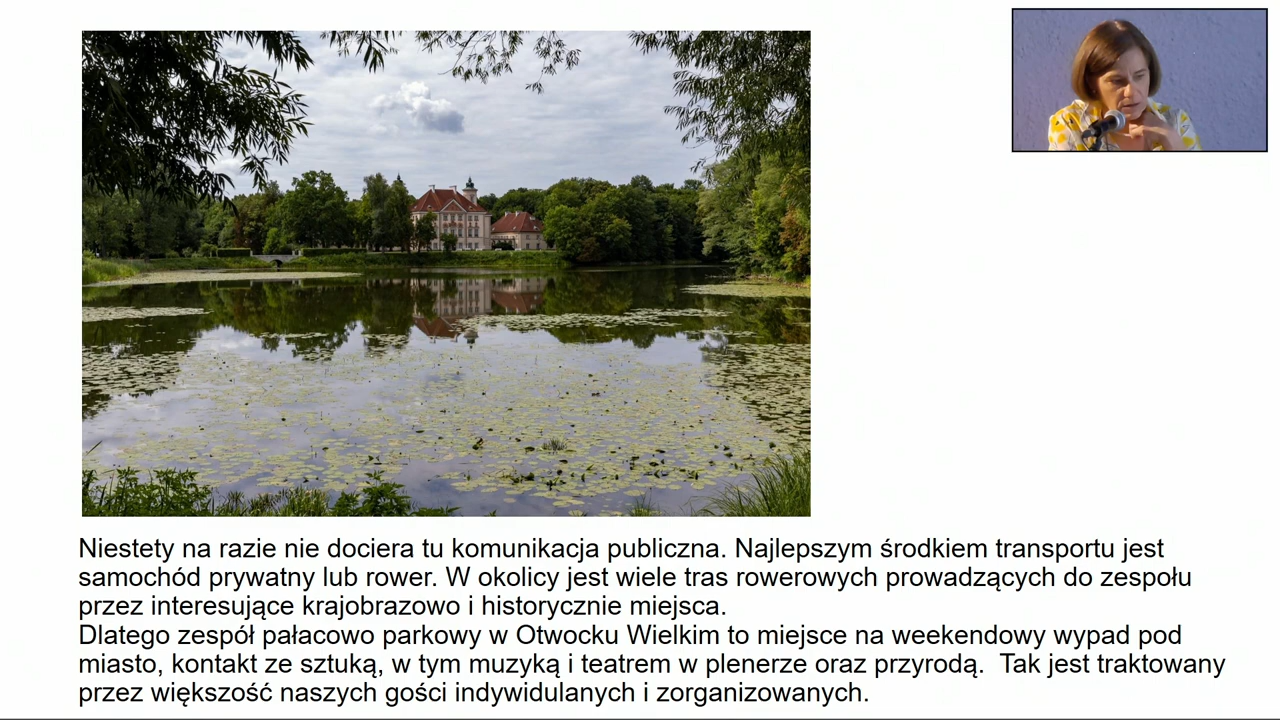 Niestety na razie nie dociera tu komunikacja publiczna. Najlepszym środkiem transportu jest
samochód prywatny lub rower. W okolicy jest wiele tras rowerowych prowadzących do zespołu
przez interesujące krajobrazowo i historycznie miejsca.
Dlatego zespół pałacowo parkowy w Otwocku Wielkim to miejsce na weekendowy wypad pod
miasto, kontakt ze sztuką, w tym muzyką i teatrem w plenerze oraz przyrodą.  Tak jest traktowany
przez większość naszych gości indywidulanych i zorganizowanych.